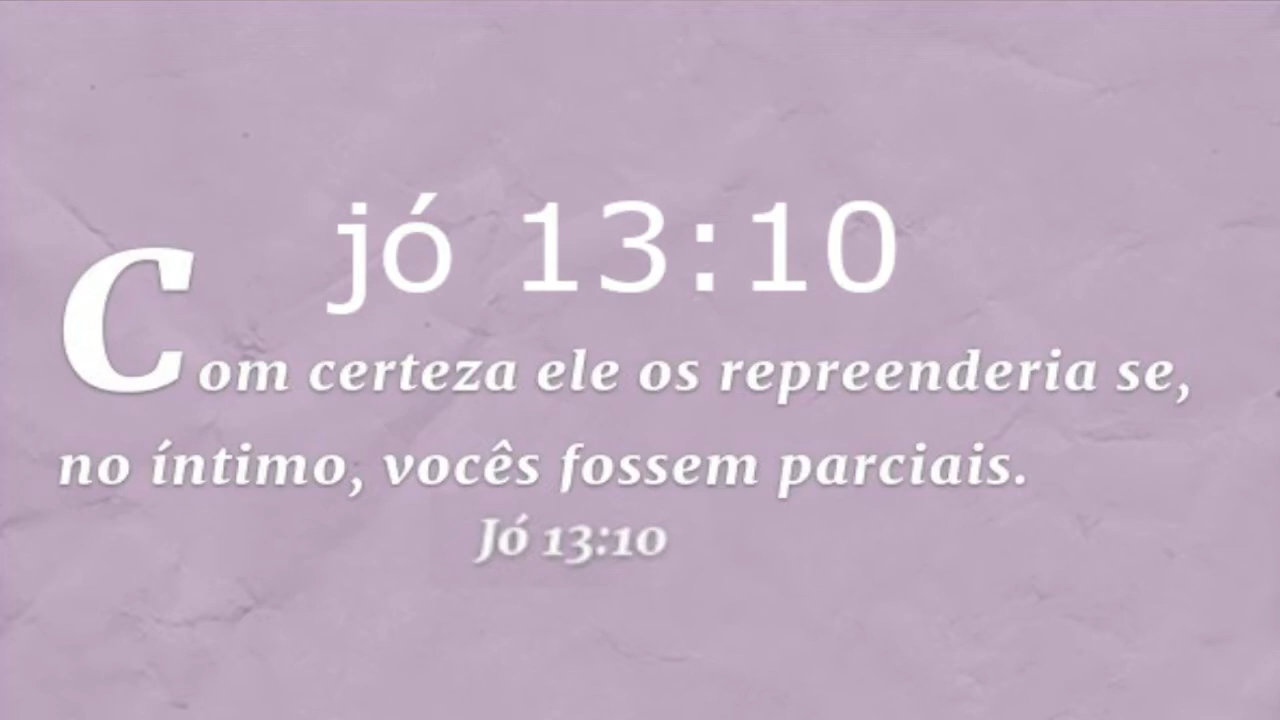 jó 13:10
Com certeza ele os repreenderia se,
no íntimo, vocês fossem parciais.
Jó 13:10